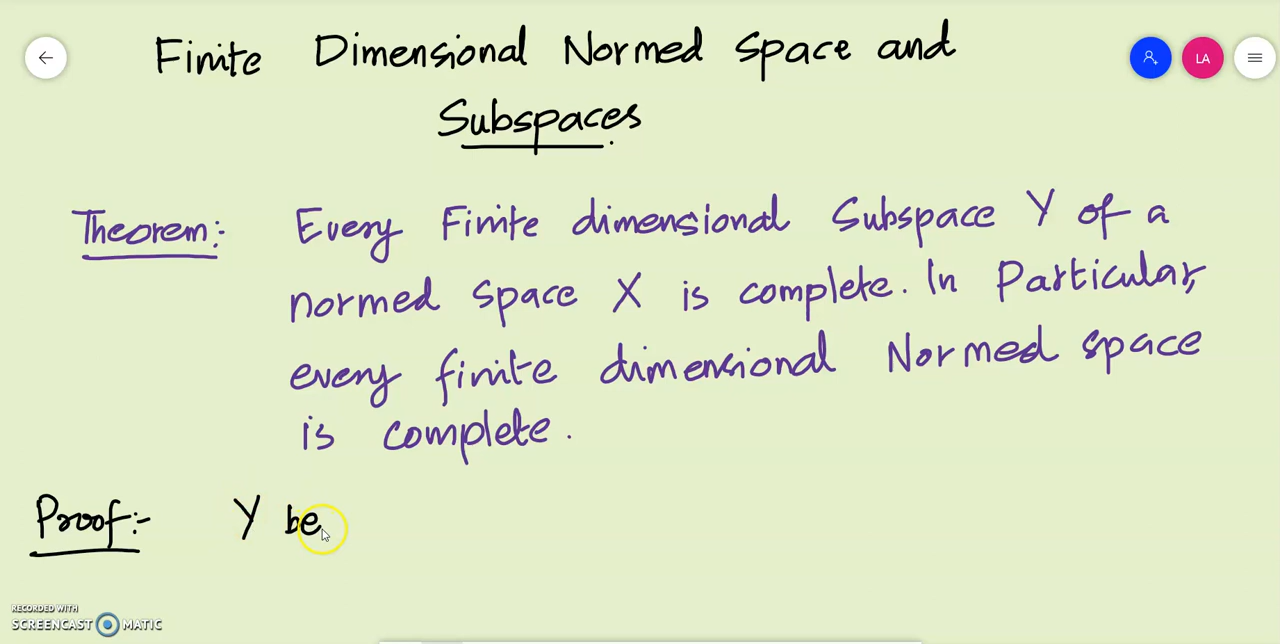 Finite Dimensional Normed Space and
Subspaces
LA
Theorem: Every Finite dimensional Subspace Y of a
normed space X is complete. In Particular,
every finite dimensional Normed space
is complete.
Proof:- Y be
RECORDED WITH
SCREENCAST MATIC